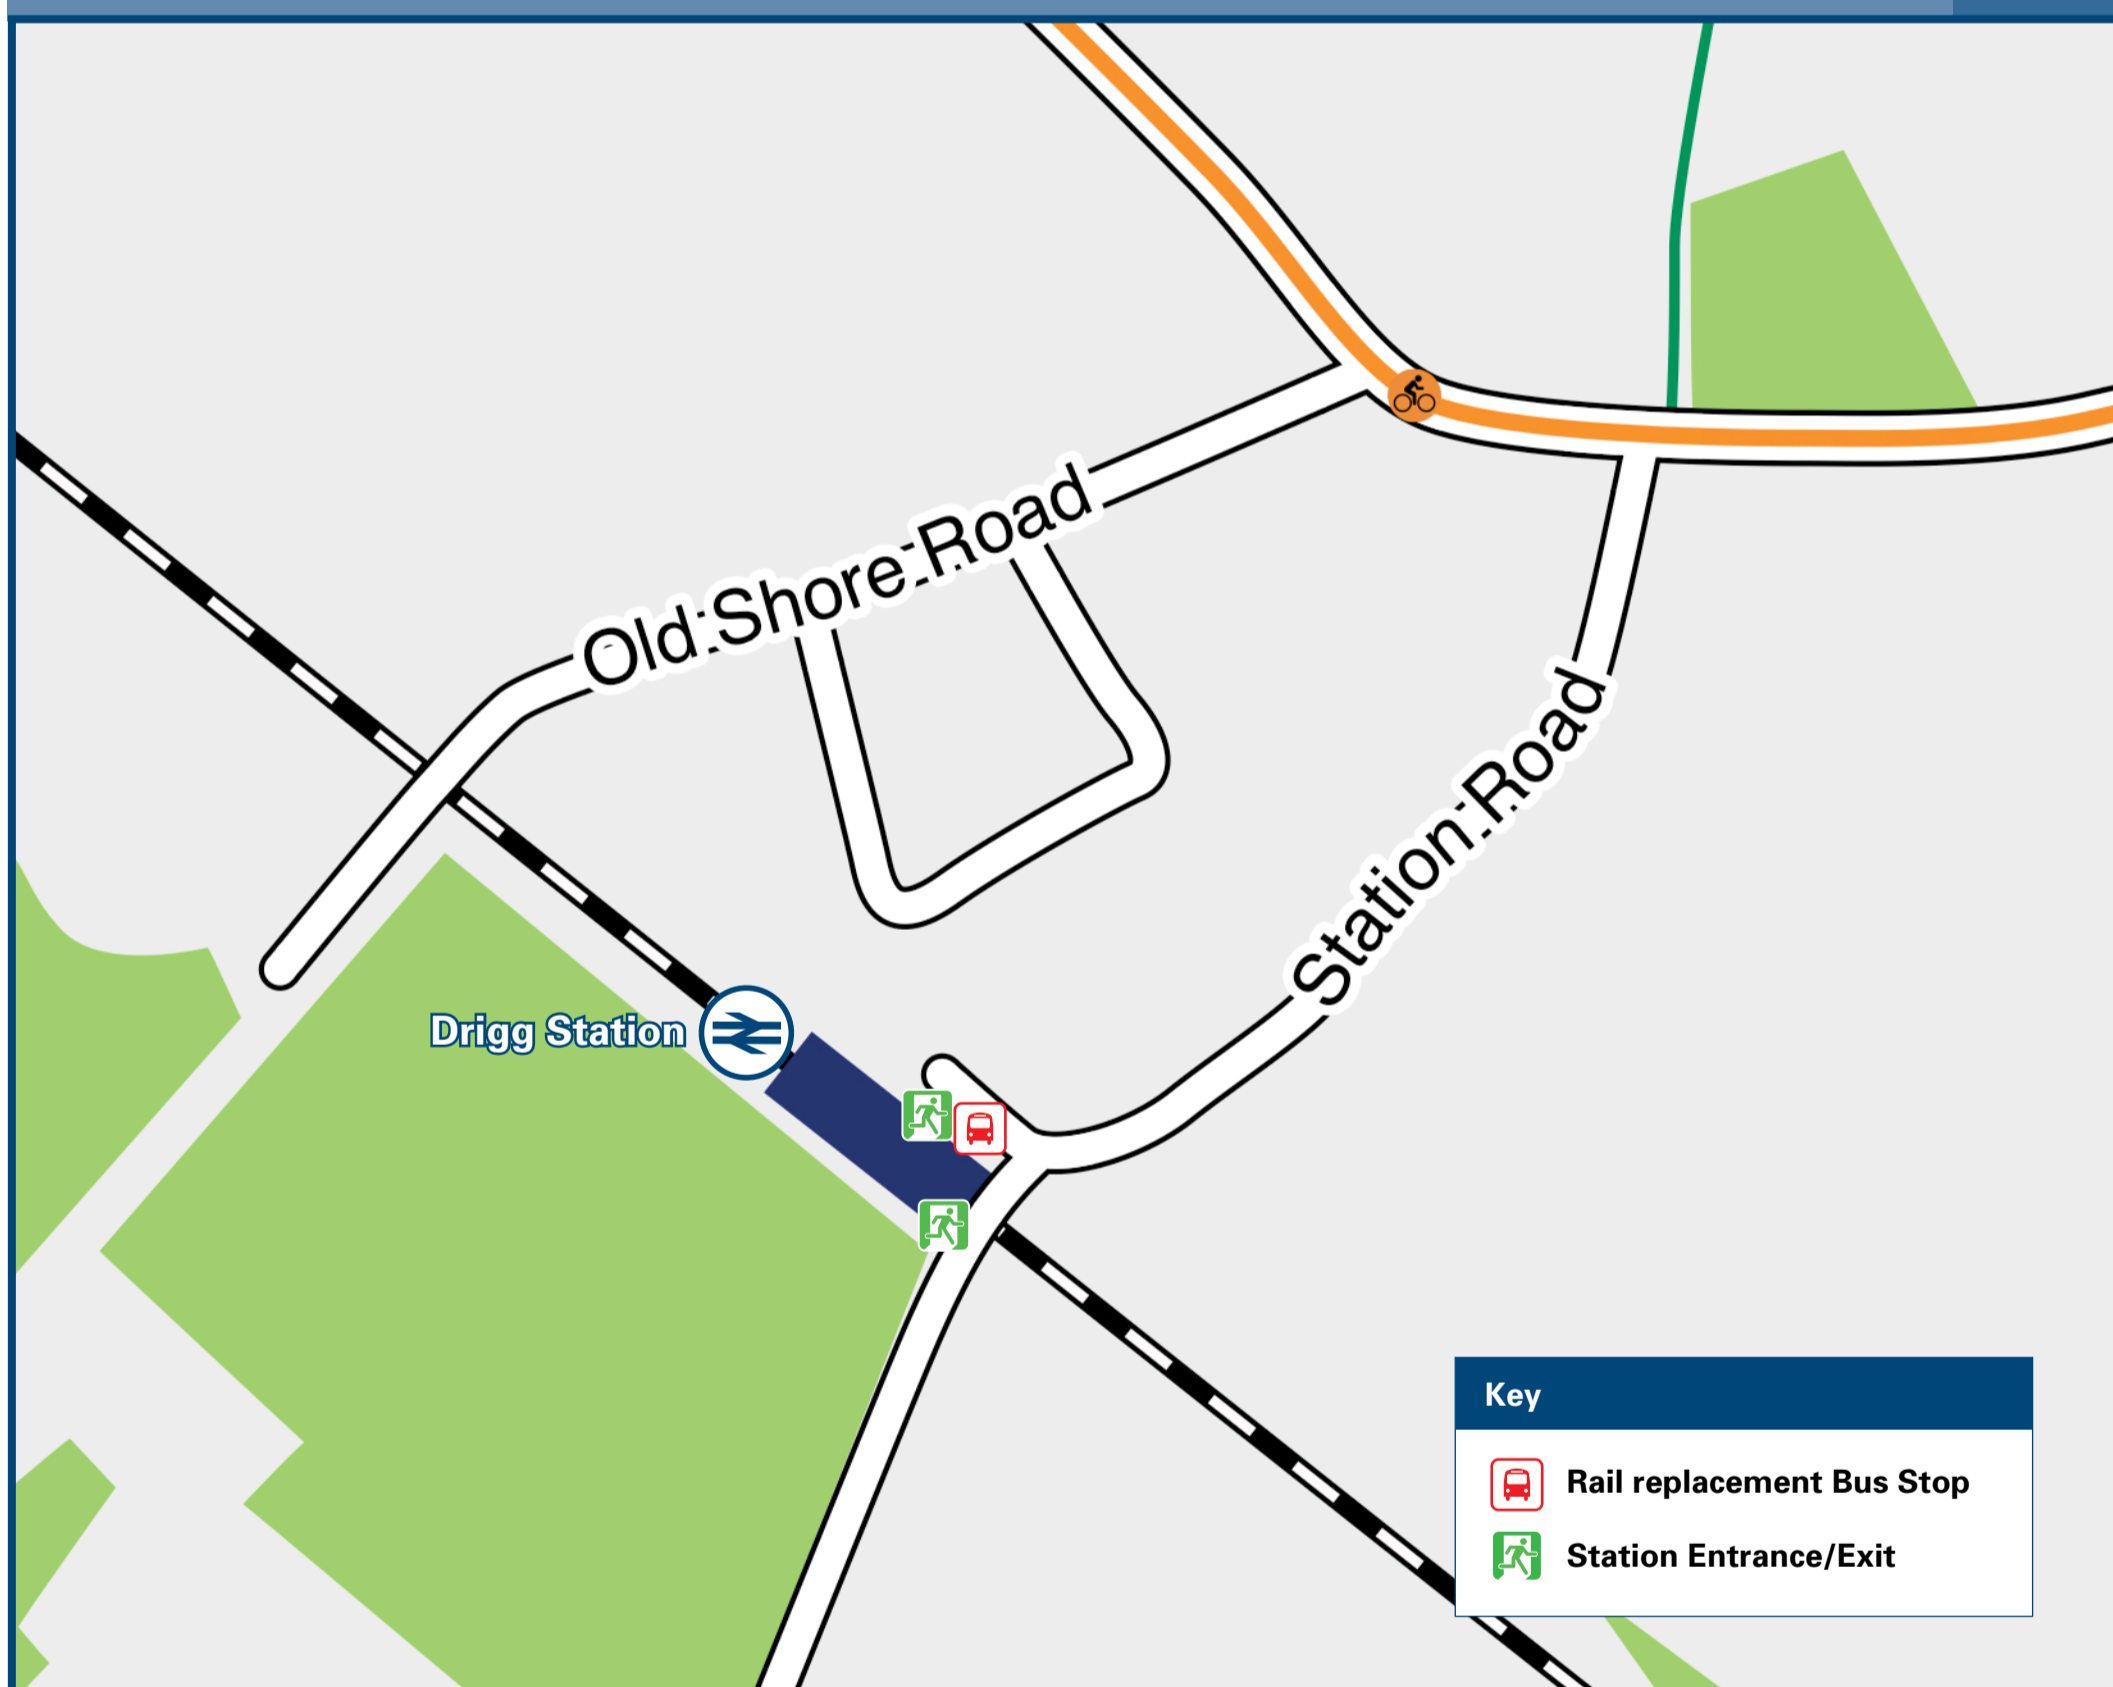 Old Shore Road
Station Road
Drigg Station
Key
Rail replacement Bus Stop
Station Entrance/Exit